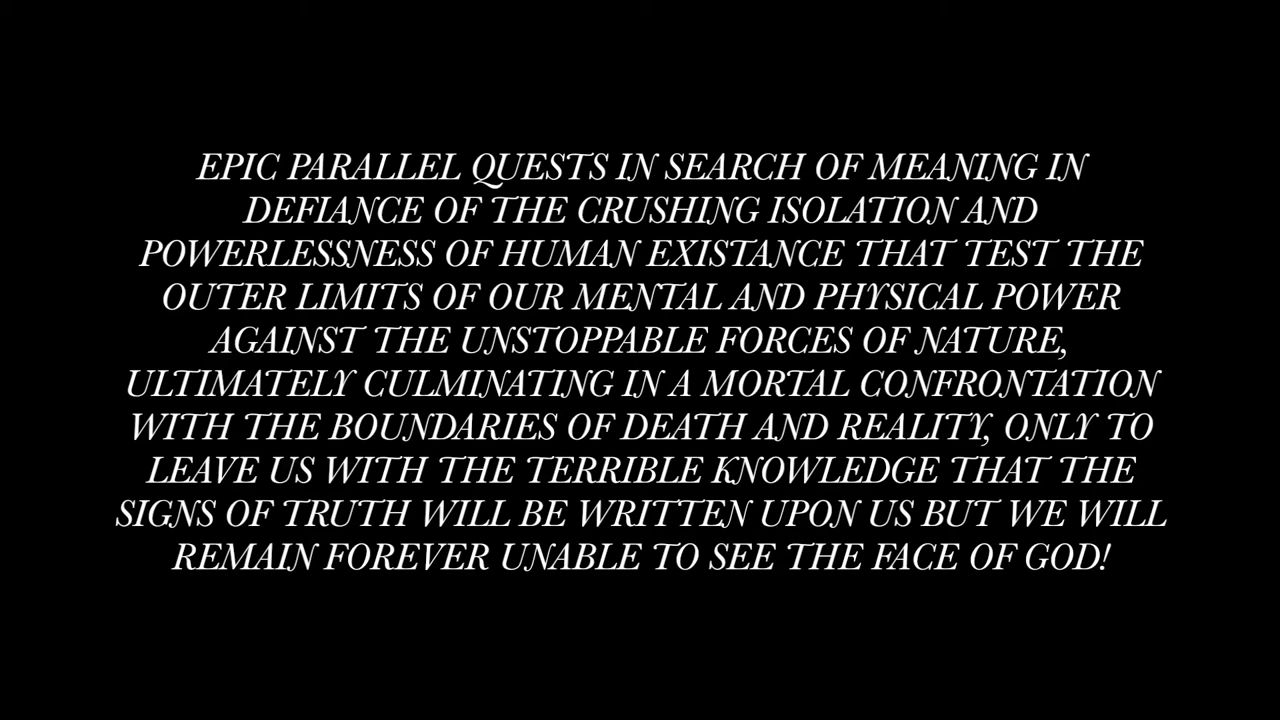 EPIC PARALLEL QUESTS IN SEARCH OF MEANING IN
DEFIANCE OF THE CRUSHING ISOLATION AND
POWERLESSNESS OF HUMAN EXISTANCE THAT TEST THE
OUTER LIMITS OF OUR MENTAL AND PHYSICAL POWER
AGAINST THE UNSTOPPABLE FORCES OF NATURE,
ULTIMATELY CULMINATING IN A MORTAL CONFRONTATION
WITH THE BOUNDARIES OF DEATH AND REALITY, ONLY TO
LEAVE US WITH THE TERRIBLE KNOWLEDGE THAT THE
SIGNS OF TRUTH WILL BE WRITTEN UPON US BUT WE WILL
REMAIN FOREVER UNABLE TO SEE THE FACE OF GOD!